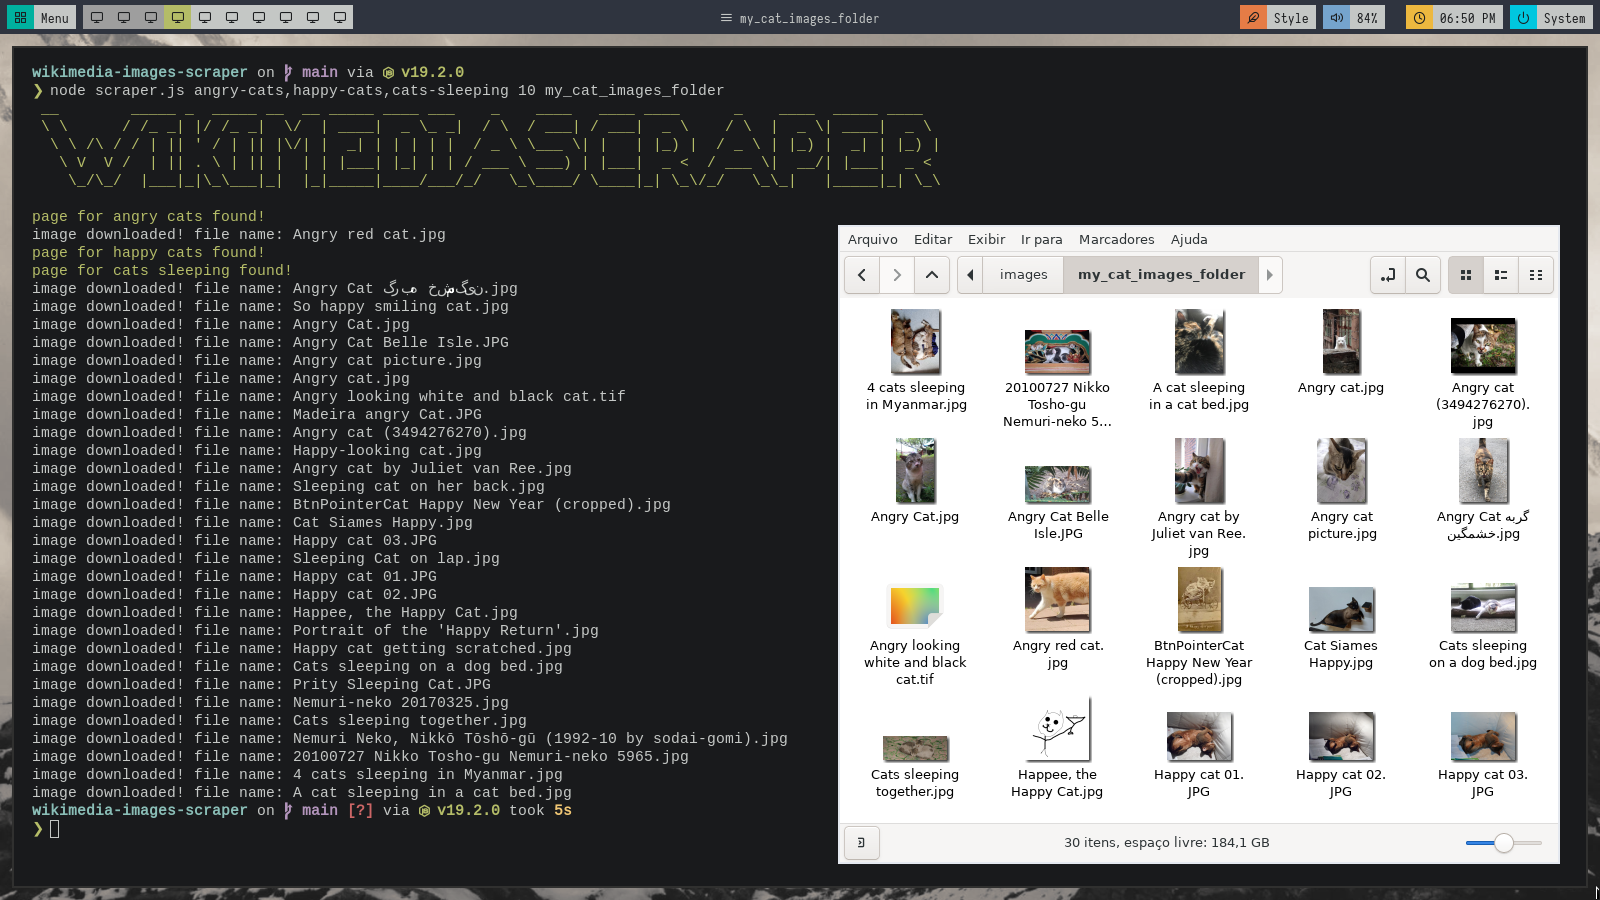 Menu
my_cat_images_folder
Style
84%
06:50 PM
System
wikimedia-images-scraper on main via v19.2.0
❯ node scraper.js angry-cats,happy-cats,cats-sleeping 10 my_cat_images_folder
WIKIMEDIASCRAPER
page for angry cats found!
image downloaded! file name: Angry red cat.jpg
page for happy cats found!
page for cats sleeping found!
image downloaded! file name: Angry Cat گربه خشمگین.jpg
image downloaded! file name: So happy smiling cat.jpg
image downloaded! file name: Angry Cat.jpg
image downloaded! file name: Angry Cat Belle Isle.JPG
image downloaded! file name: Angry cat picture.jpg
image downloaded! file name: Angry cat.jpg
image downloaded! file name: Angry looking white and black cat.tif
image downloaded! file name: Madeira angry Cat.JPG
image downloaded! file name: Angry cat (3494276270).jpg
image downloaded! file name: Happy-looking cat.jpg
image downloaded! file name: Angry cat by Juliet van Ree.jpg
image downloaded! file name: Sleeping cat on her back.jpg
image downloaded! file name: BtnPointerCat Happy New Year (cropped).jpg
image downloaded! file name: Cat Siames Happy.jpg
image downloaded! file name: Happy cat 03.JPG
image downloaded! file name: Sleeping Cat on lap.jpg
image downloaded! file name: Happy cat 01.JPG
image downloaded! file name: Happy cat 02.JPG
image downloaded! file name: Happee, the Happy Cat.jpg
image downloaded! file name: Portrait of the 'Happy Return'.jpg
image downloaded! file name: Happy cat getting scratched.jpg
image downloaded! file name: Cats sleeping on a dog bed.jpg
image downloaded! file name: Prity Sleeping Cat.JPG
image downloaded! file name: Nemuri-neko 20170325.jpg
image downloaded! file name: Cats sleeping together.jpg
image downloaded! file name: Nemuri Neko, Nikkō Tōshō-gū (1992-10 by sodai-gomi).jpg
image downloaded! file name: 20100727 Nikko Tosho-gu Nemuri-neko 5965.jpg
image downloaded! file name: 4 cats sleeping in Myanmar.jpg
image downloaded! file name: A cat sleeping in a cat bed.jpg
wikimedia-images-scraper on main [?] via v19.2.0 took 5s
❯
Arquivo Editar Exibir Ir para Marcadores Ajuda
images my_cat_images_folder
4 cats sleeping
in Myanmar.jpg
20100727 Nikko
Tosho-gu
Nemuri-neko 5...
A cat sleeping
in a cat bed.jpg
Angry cat.jpg
Angry cat
(3494276270).
jpg
Angry Cat.jpg
Angry Cat Belle
Isle.JPG
Angry cat by
Juliet van Ree.
jpg
Angry cat
picture.jpg
Angry Cat گربه
خشمگین.jpg
Angry looking
white and black
cat.tif
Angry red cat.
jpg
BtnPointerCat
Happy New Year
(cropped).jpg
Cat Siames
Happy.jpg
Cats sleeping
on a dog bed.jpg
Cats sleeping
together.jpg
Happee, the
Happy Cat.jpg
Happy cat 01.
JPG
Happy cat 02.
JPG
Happy cat 03.
JPG
30 itens, espaço livre: 184,1 GB